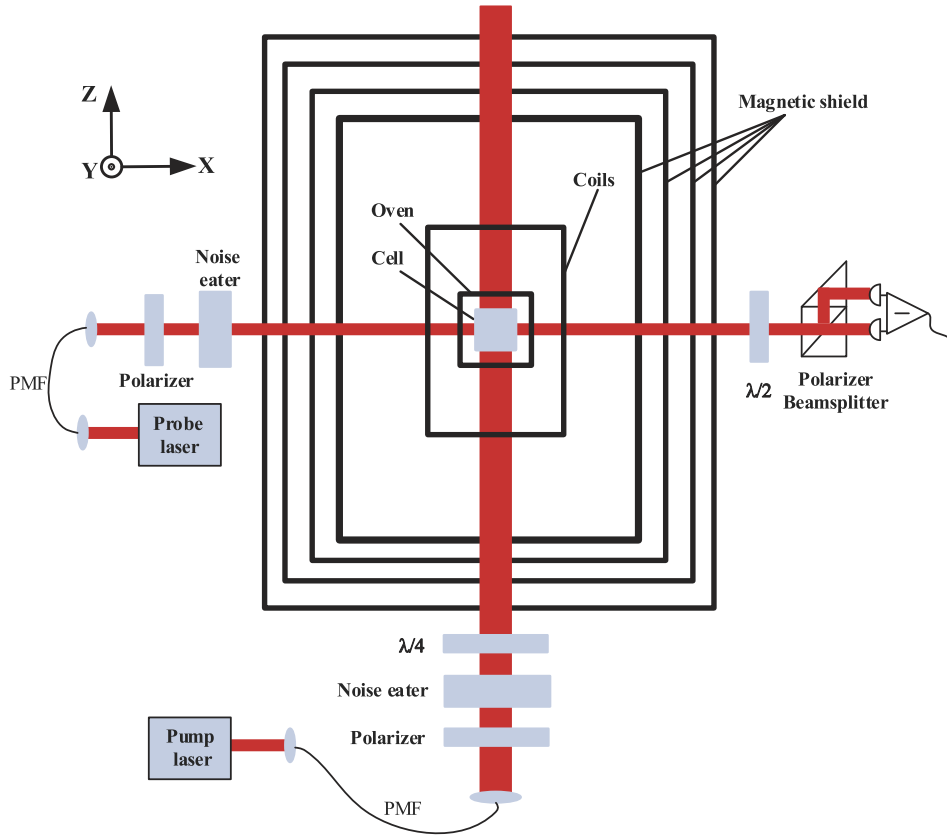 Z
Magnetic shield
Y
X
Coils
Oven
Cell
Noise
eater
PMF
Polarizer
λ/2
Polarizer
Beamsplitter
Probe
laser
λ/4
Noise eater
Polarizer
Pump
laser
PMF